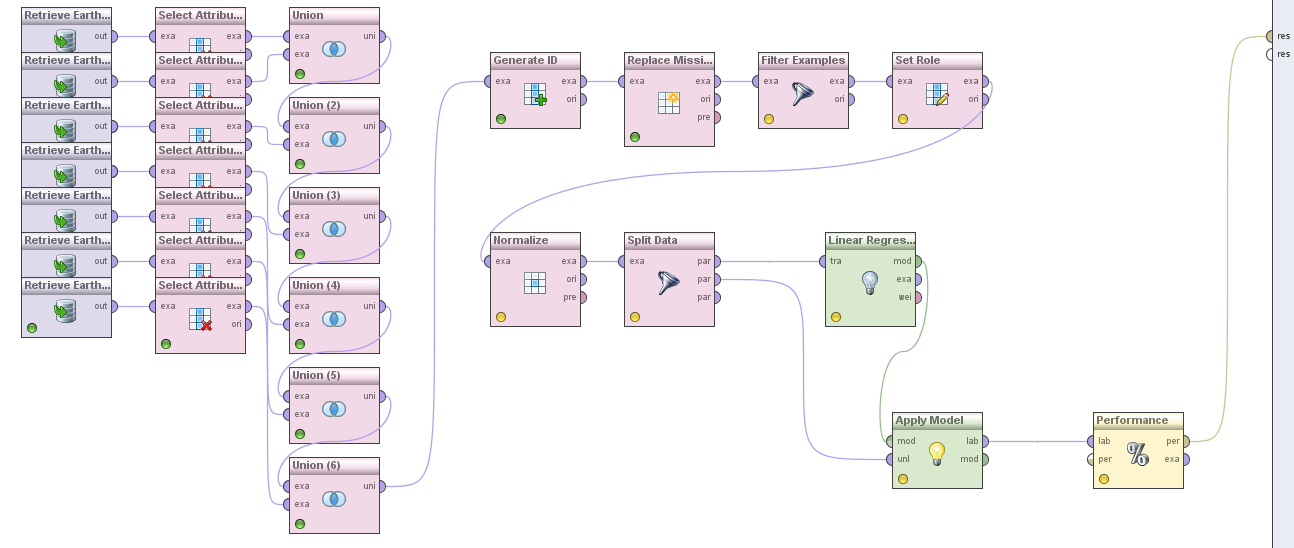 Retrieve Earth...
out
Select Attribu...
exa exa
Union
exa uni
exa
Retrieve Earth...
out
Select Attribu...
exa exa
Retrieve Earth...
out
Select Attribu...
exa exa
Union (2)
exa uni
exa
Retrieve Earth...
out
Select Attribu...
exa exa
Retrieve Earth...
out
Select Attribu...
exa exa
Union (3)
exa uni
exa
Retrieve Earth...
out
Select Attribu...
exa exa
Retrieve Earth...
out
Select Attribu...
exa exa
ori
Union (4)
exa uni
exa
Union (5)
exa uni
exa
Union (6)
exa uni
exa
Generate ID
exa exa
ori
Replace Missi...
exa exa
ori
pre
Filter Examples
exa exa
ori
Set Role
exa exa
ori
Normalize
exa exa
ori
pre
Split Data
exa par
par
par
Linear Regres...
tra mod
exa
wei
Apply Model
mod lab
unl mod
Performance
lab per
per exa
res
res